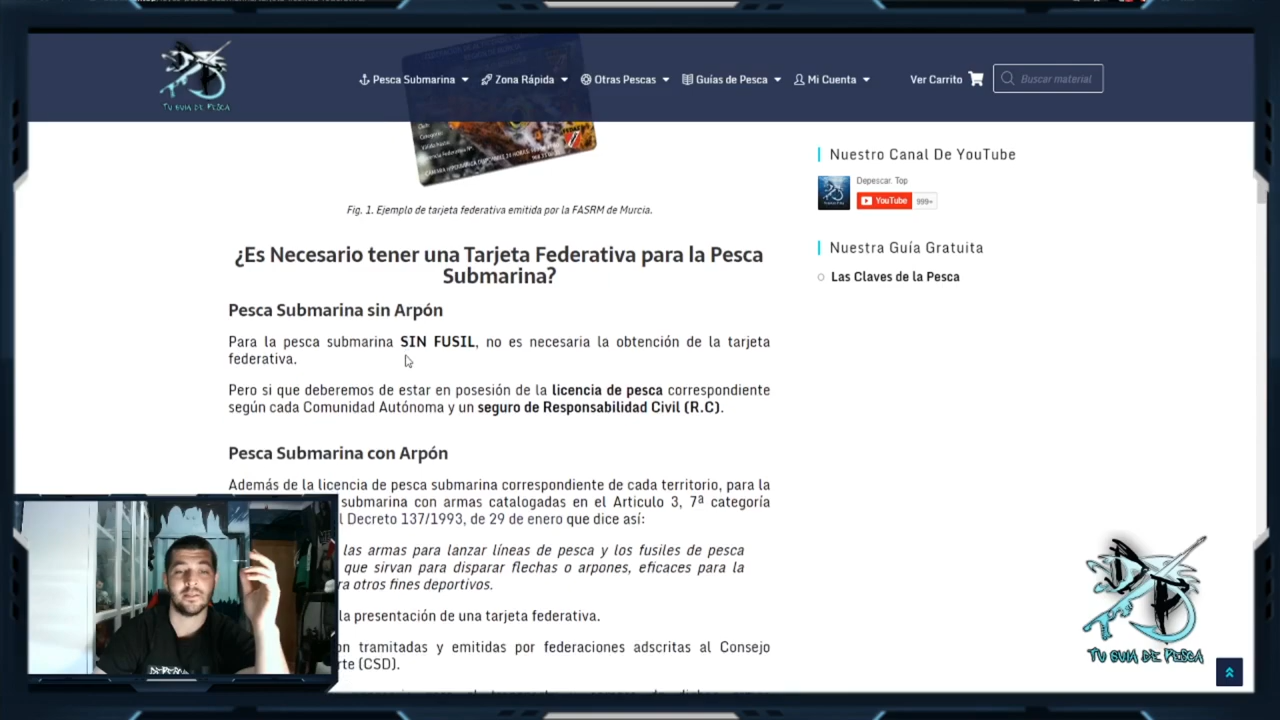 TU GUIA DE PESCA
Pesca Submarina
Zona Rápida
Otras Pescas
Guías de Pesca
Mi Cuenta
Ver Carrito
Buscar material
Fig. 1. Ejemplo de tarjeta federativa emitida por la FASRM de Murcia.
¿Es Necesario tener una Tarjeta Federativa para la Pesca
Submarina?
Pesca Submarina sin Arpón
Para la pesca submarina SIN FUSIL, no es necesaria la obtención de la tarjeta
federativa.
Pero si que deberemos de estar en posesión de la licencia de pesca correspondiente
según cada Comunidad Autónoma y un seguro de Responsabilidad Civil (R.C).
Pesca Submarina con Arpón
Además de la licencia de pesca submarina correspondiente de cada territorio, para la
submarina con armas catalogadas en el Articulo 3, 7ª categoría
Decreto 137/1993, de 29 de enero que dice así:
las armas para lanzar líneas de pesca y los fusiles de pesca
que sirvan para disparar flechas o arpones, eficaces para la
otros fines deportivos.
la presentación de una tarjeta federativa.
tramitadas y emitidas por federaciones adscritas al Consejo
(CSD).
Nuestro Canal De YouTube
Depescar. Top
YouTube
999+
Nuestra Guía Gratuita
Las Claves de la Pesca
TU GUIA DE PESCA